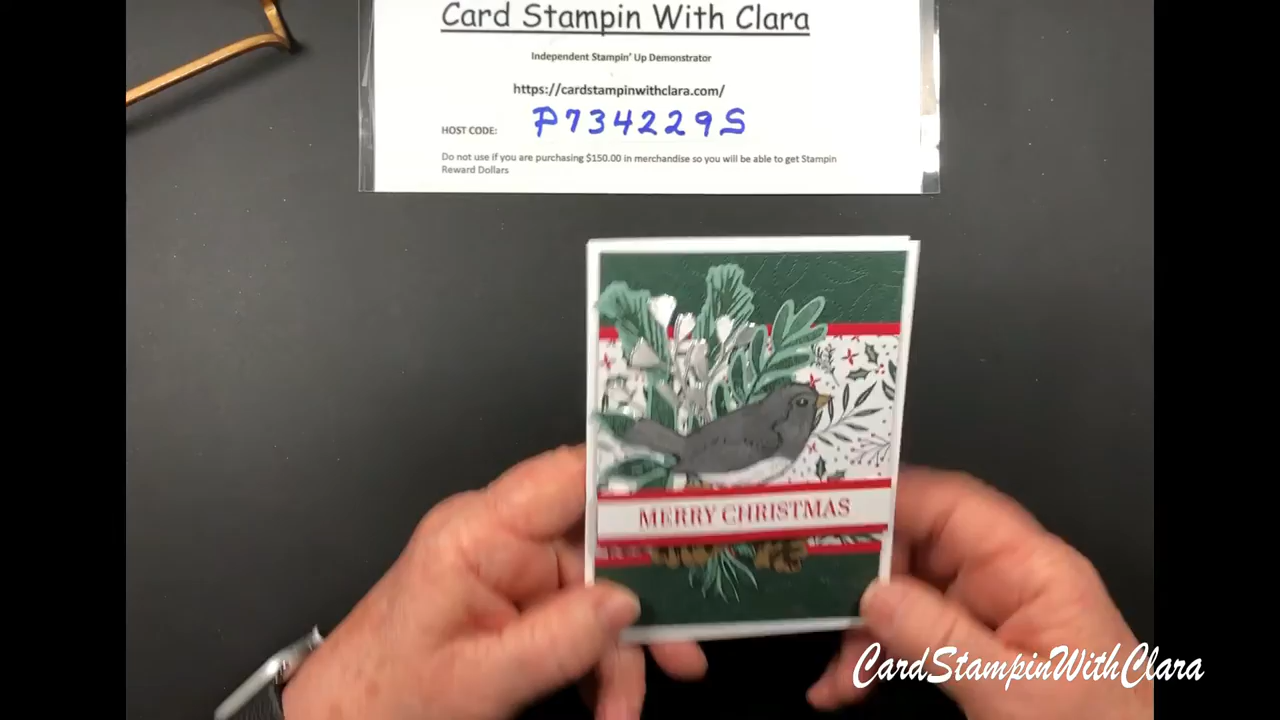 Card Stampin With Clara
Independent Stampin' Up Demonstrator
https://cardstampinwithclara.com/
HOST CODE: P734229S
Do not use if you are purchasing $150.00 in merchandise so you will be able to get Stampin
Reward Dollars
MERRY CHRISTMAS
CardStampinWithClara